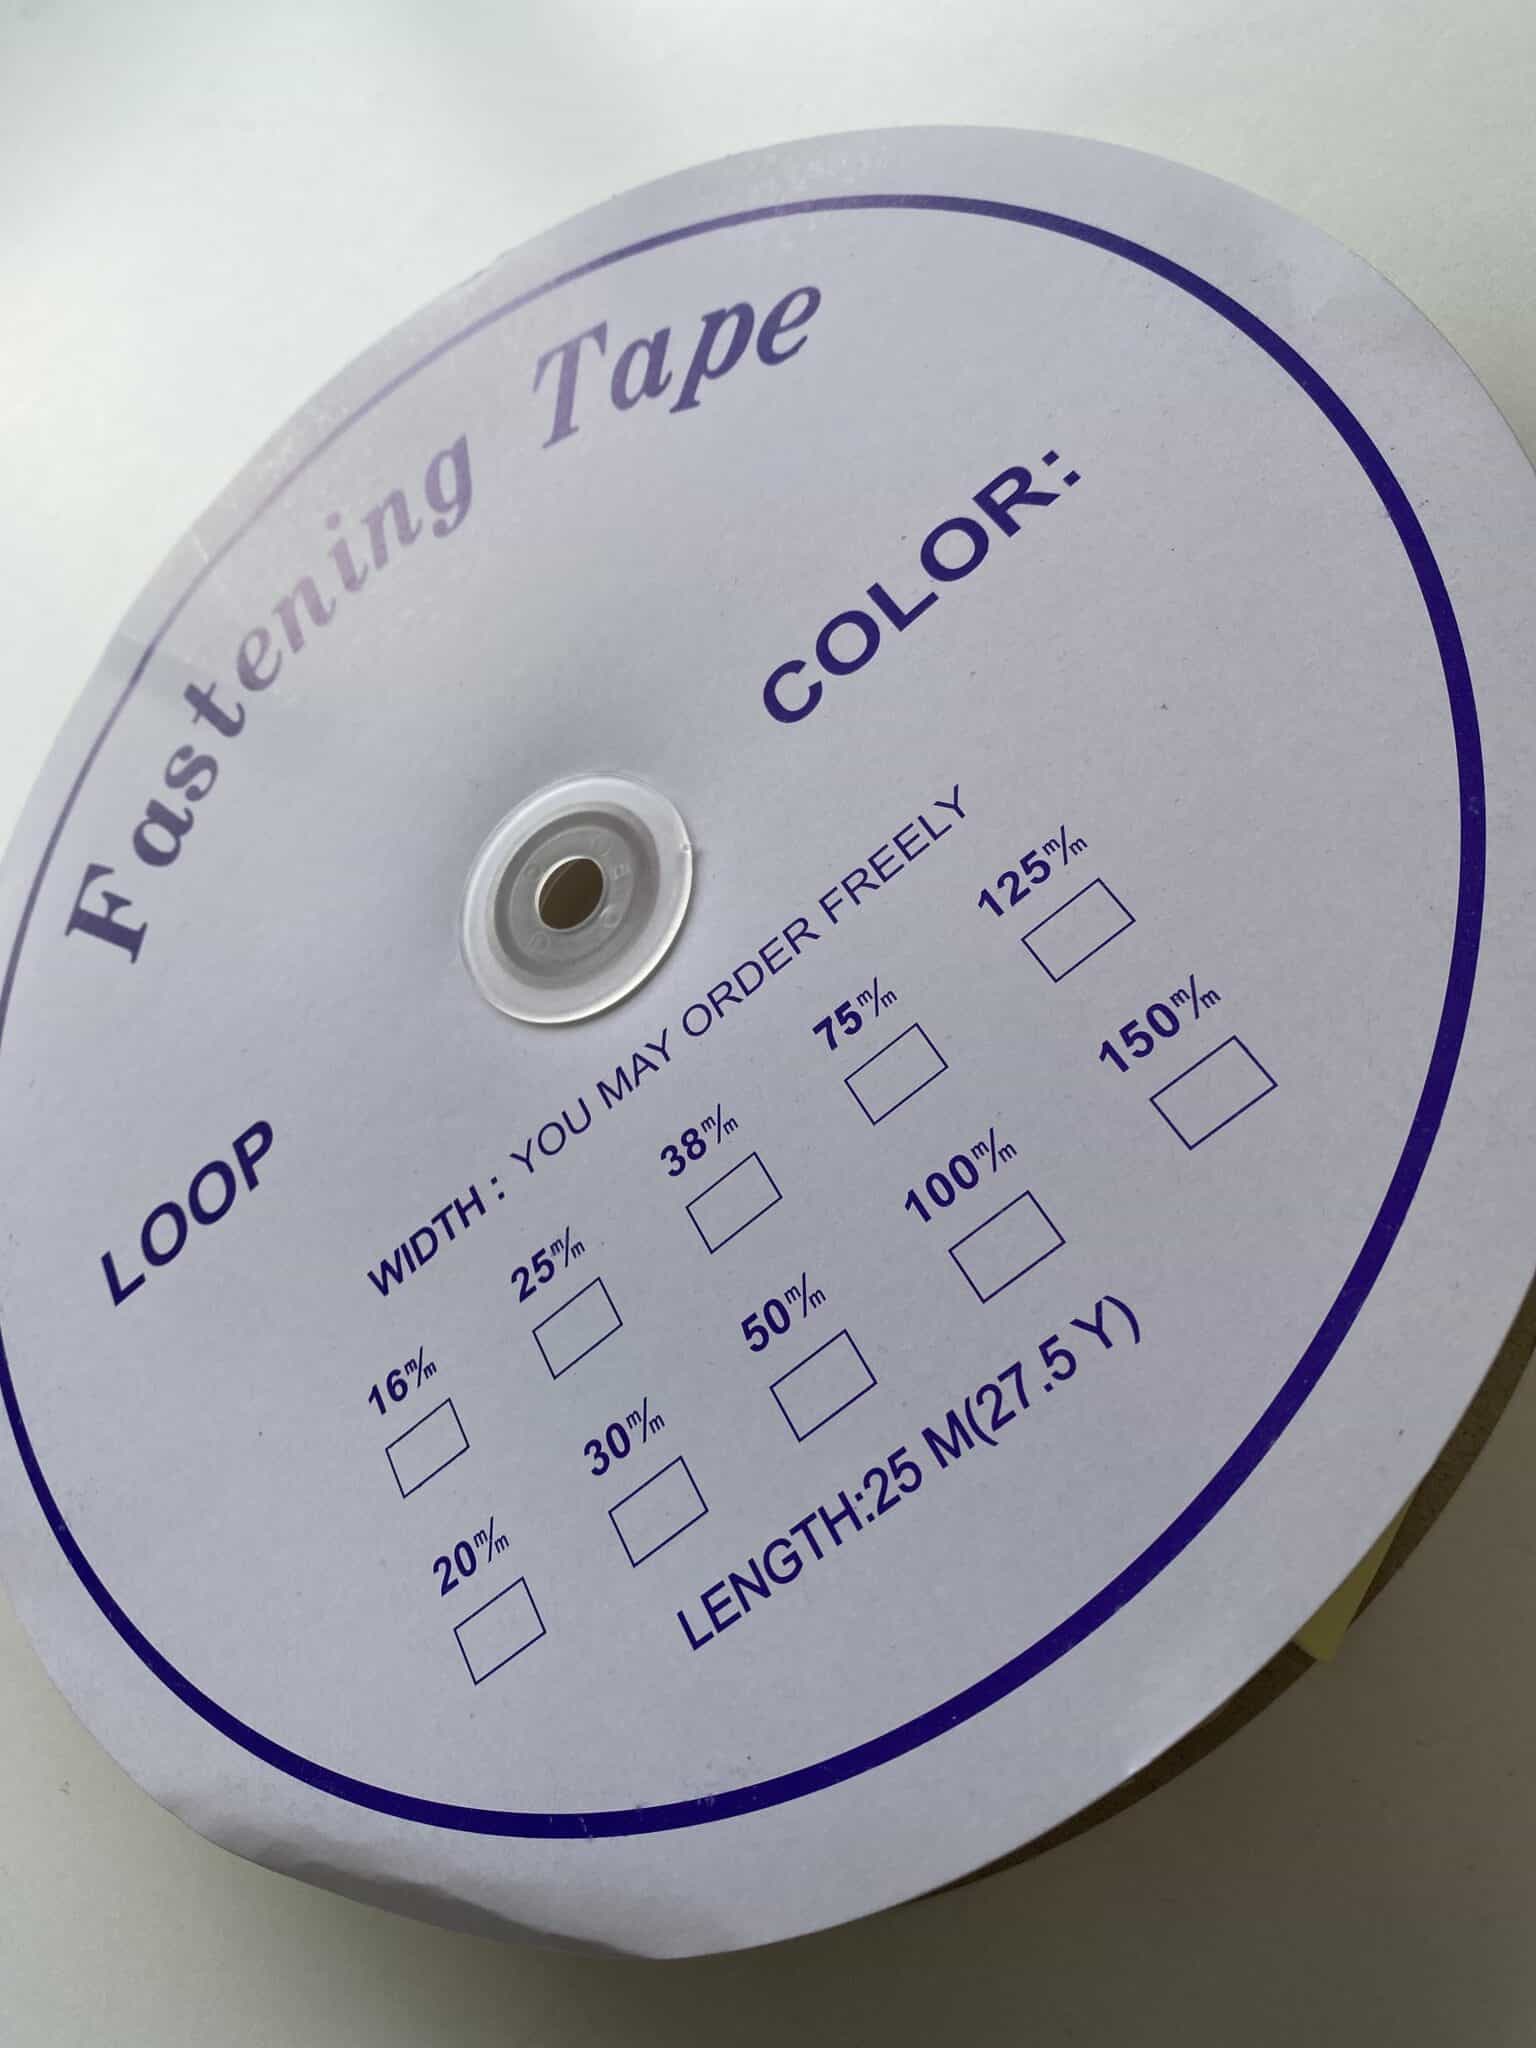 Fastening Tape
LOOP
COLOR:
WIDTH : YOU MAY ORDER FREELY
16m/m 25m/m 38m/m 75m/m 125m/m
20m/m 30m/m 50m/m 100m/m 150m/m
LENGTH:25 M(27.5 Y)